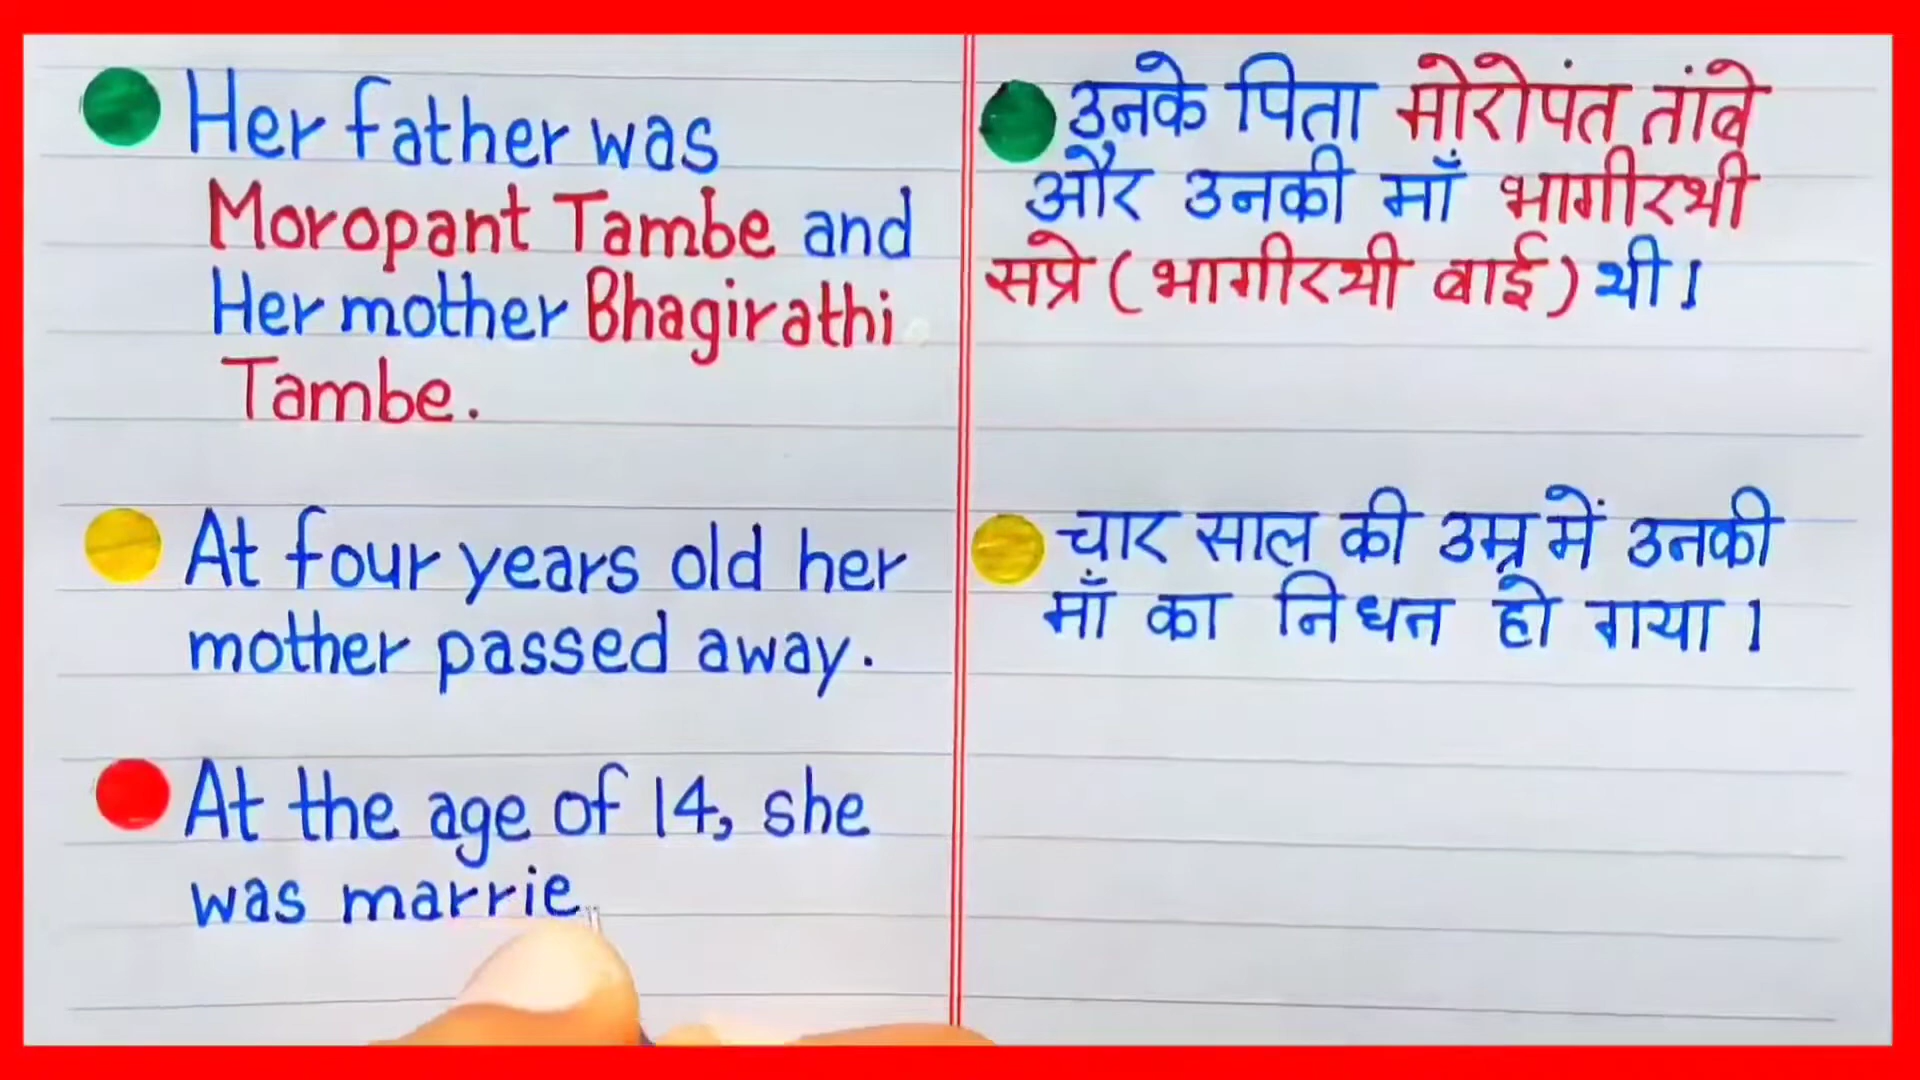 Her father was
Moropant Tambe and
Her mother Bhagirathi
Tambe.
At four years old her
mother passed away.
At the age of 14, she
was marrie
उनके पिता मोरोपंत तांबे
और उनकी माँ भागीरथी
सप्रे (भागीरथी बाई) थी।
चार साल की उम्र में उनकी
माँ का निधन हो गया।